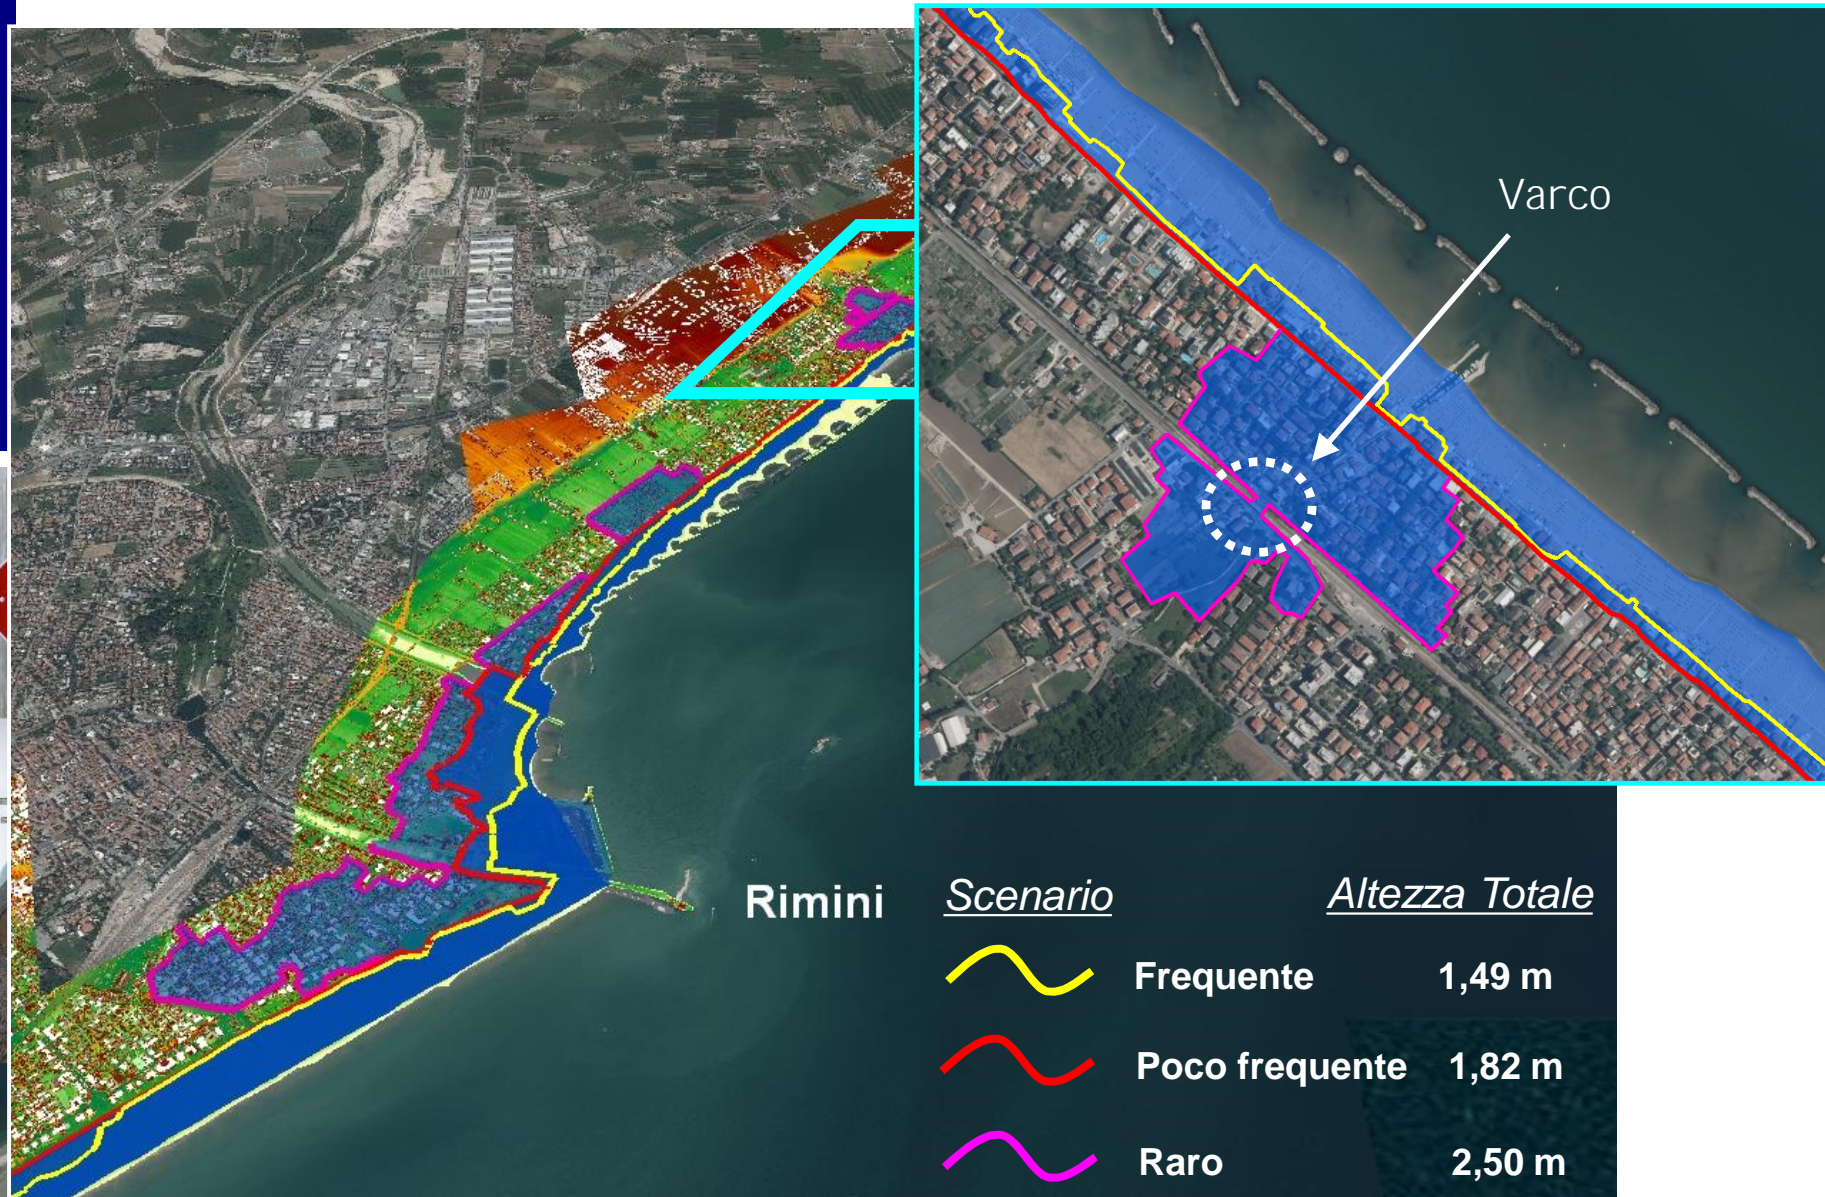 Varco
Rimini
Scenario Altezza Totale
Frequente 1,49 m
Poco frequente 1,82 m
Raro 2,50 m